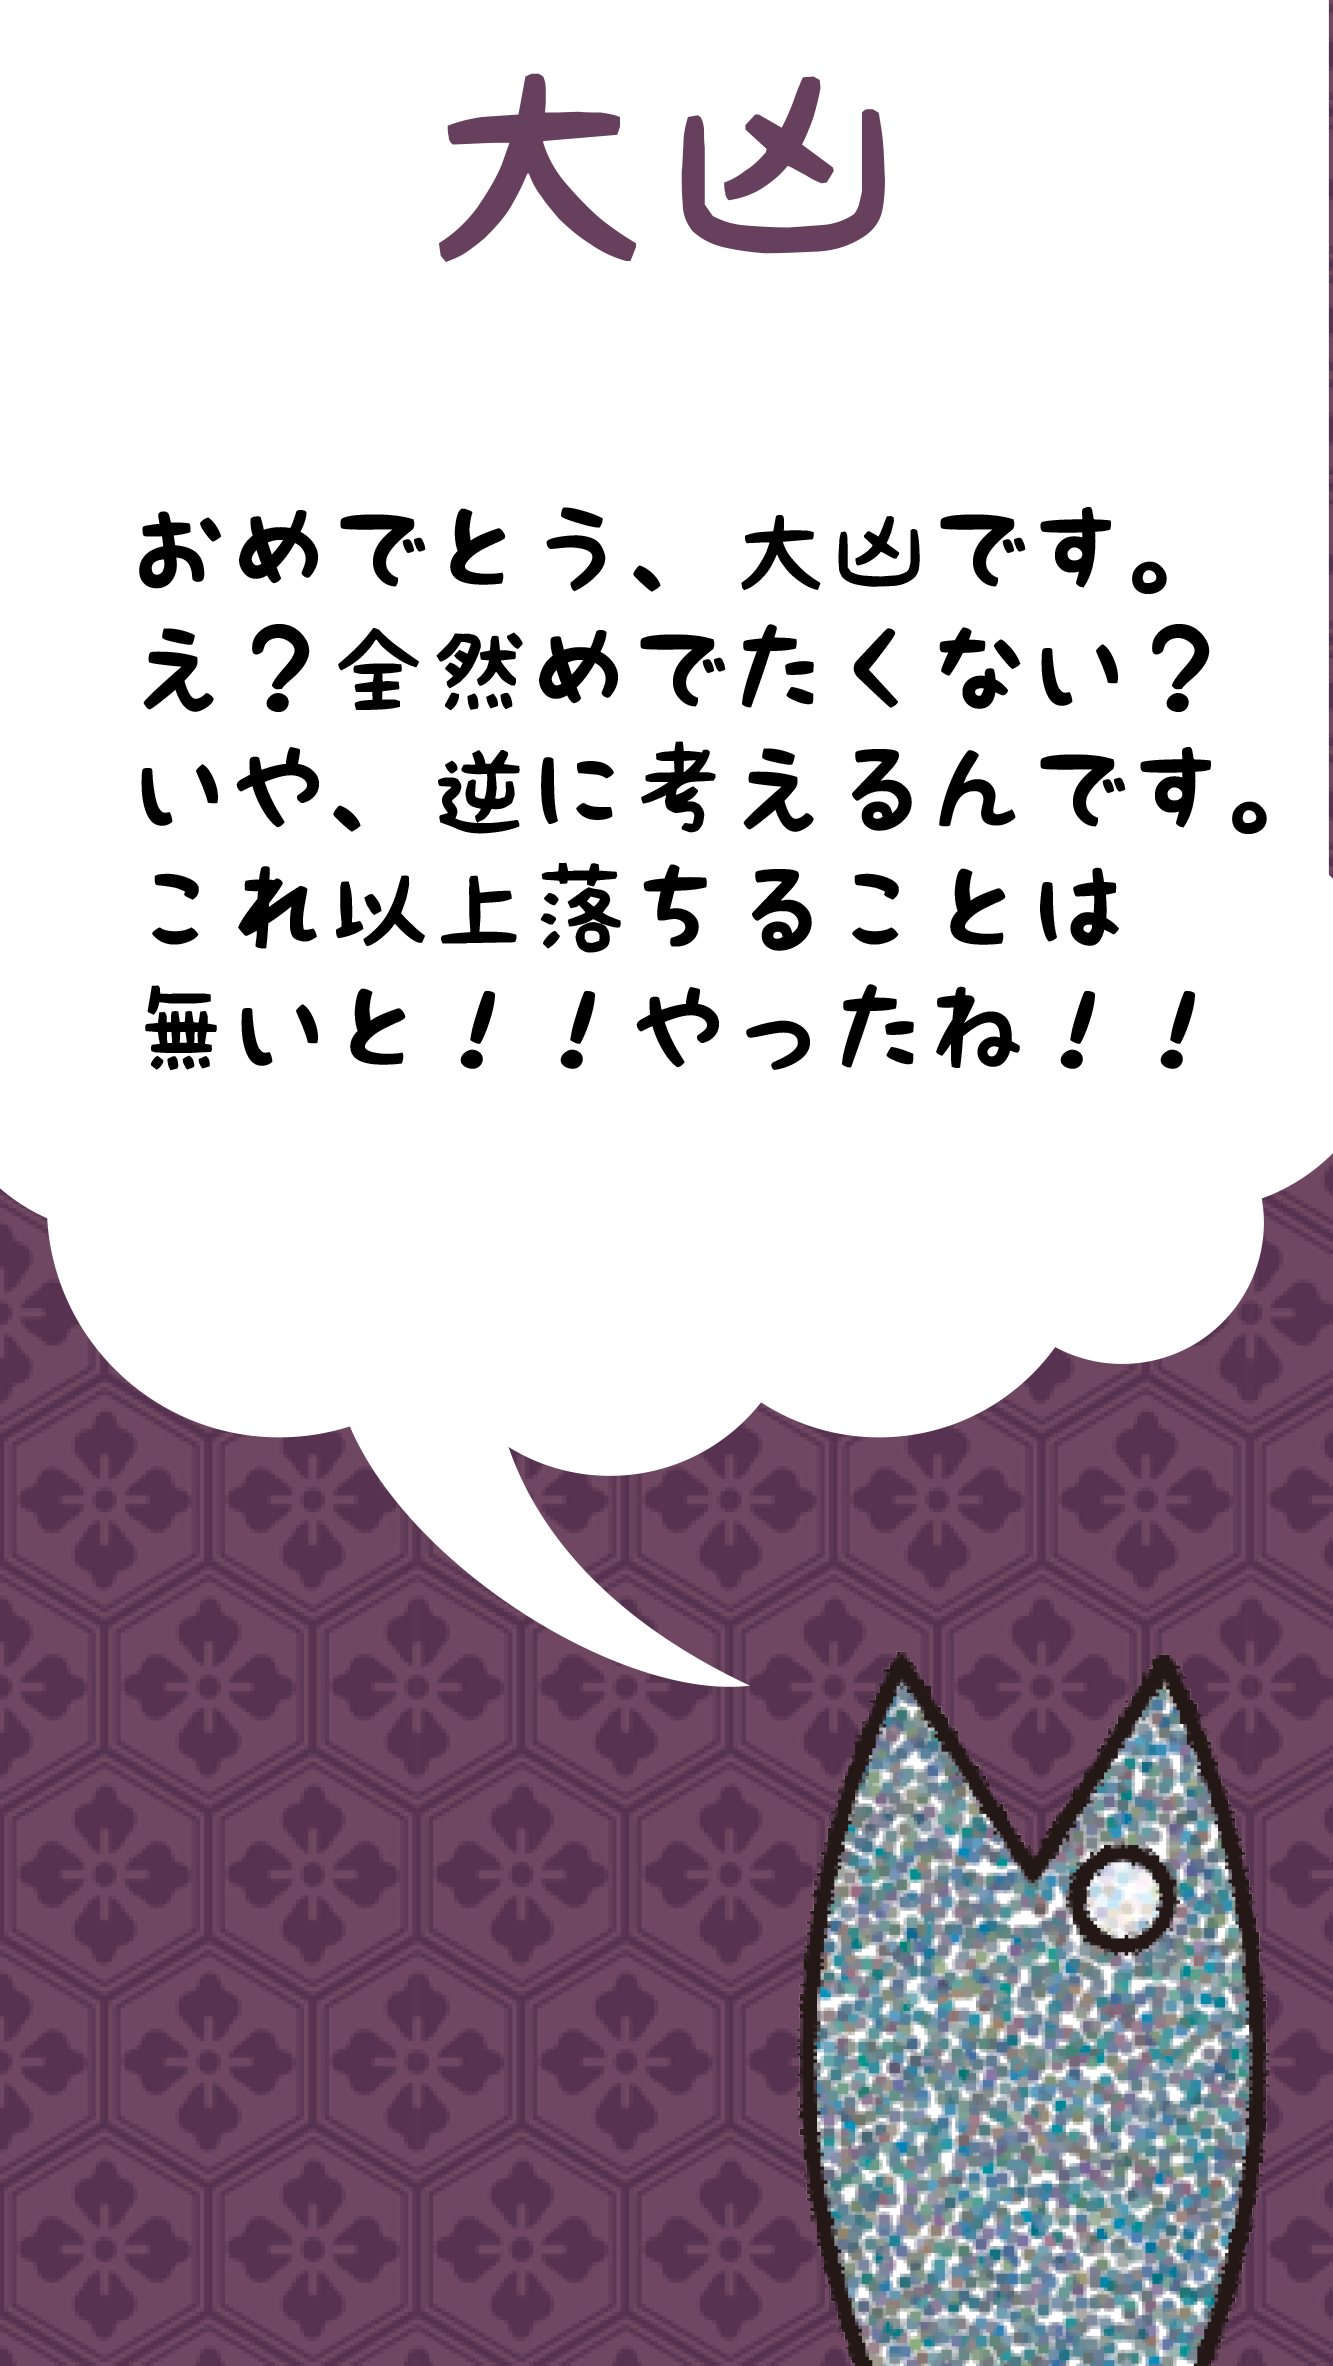 大凶
おめでとう、大凶です。
え？全然めでたくない？
いや、逆に考えるんです。
これ以上落ちることは
無いと！！やったね！！